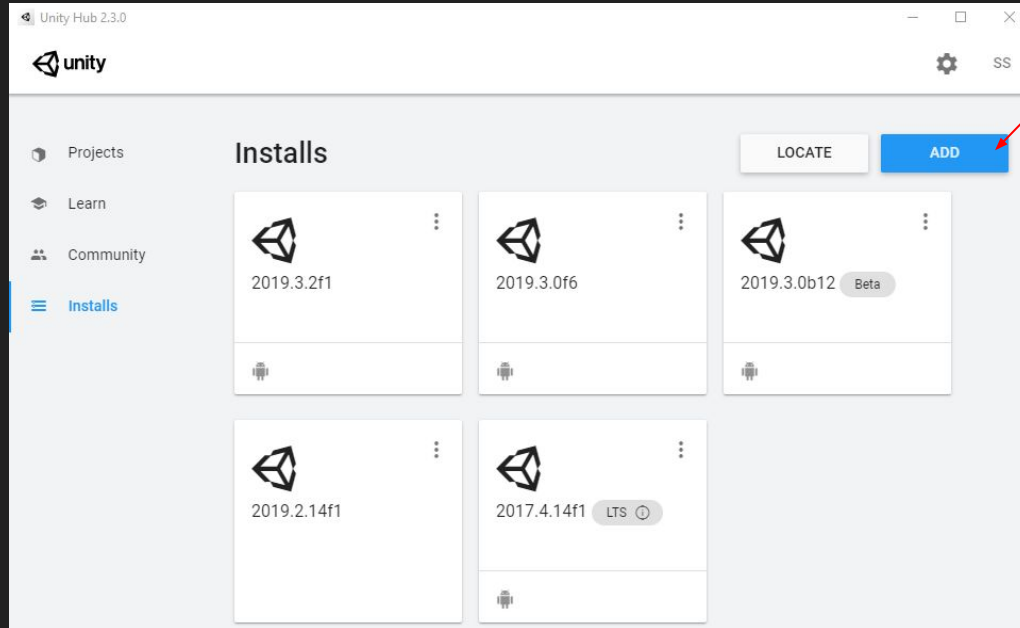 Unity Hub 2.3.0
unity
SS
Projects
Learn
Community
Installs
Installs
LOCATE
ADD
2019.3.2f1
2019.3.0f6
2019.3.0b12 Beta
2019.2.14f1
2017.4.14f1 LTS